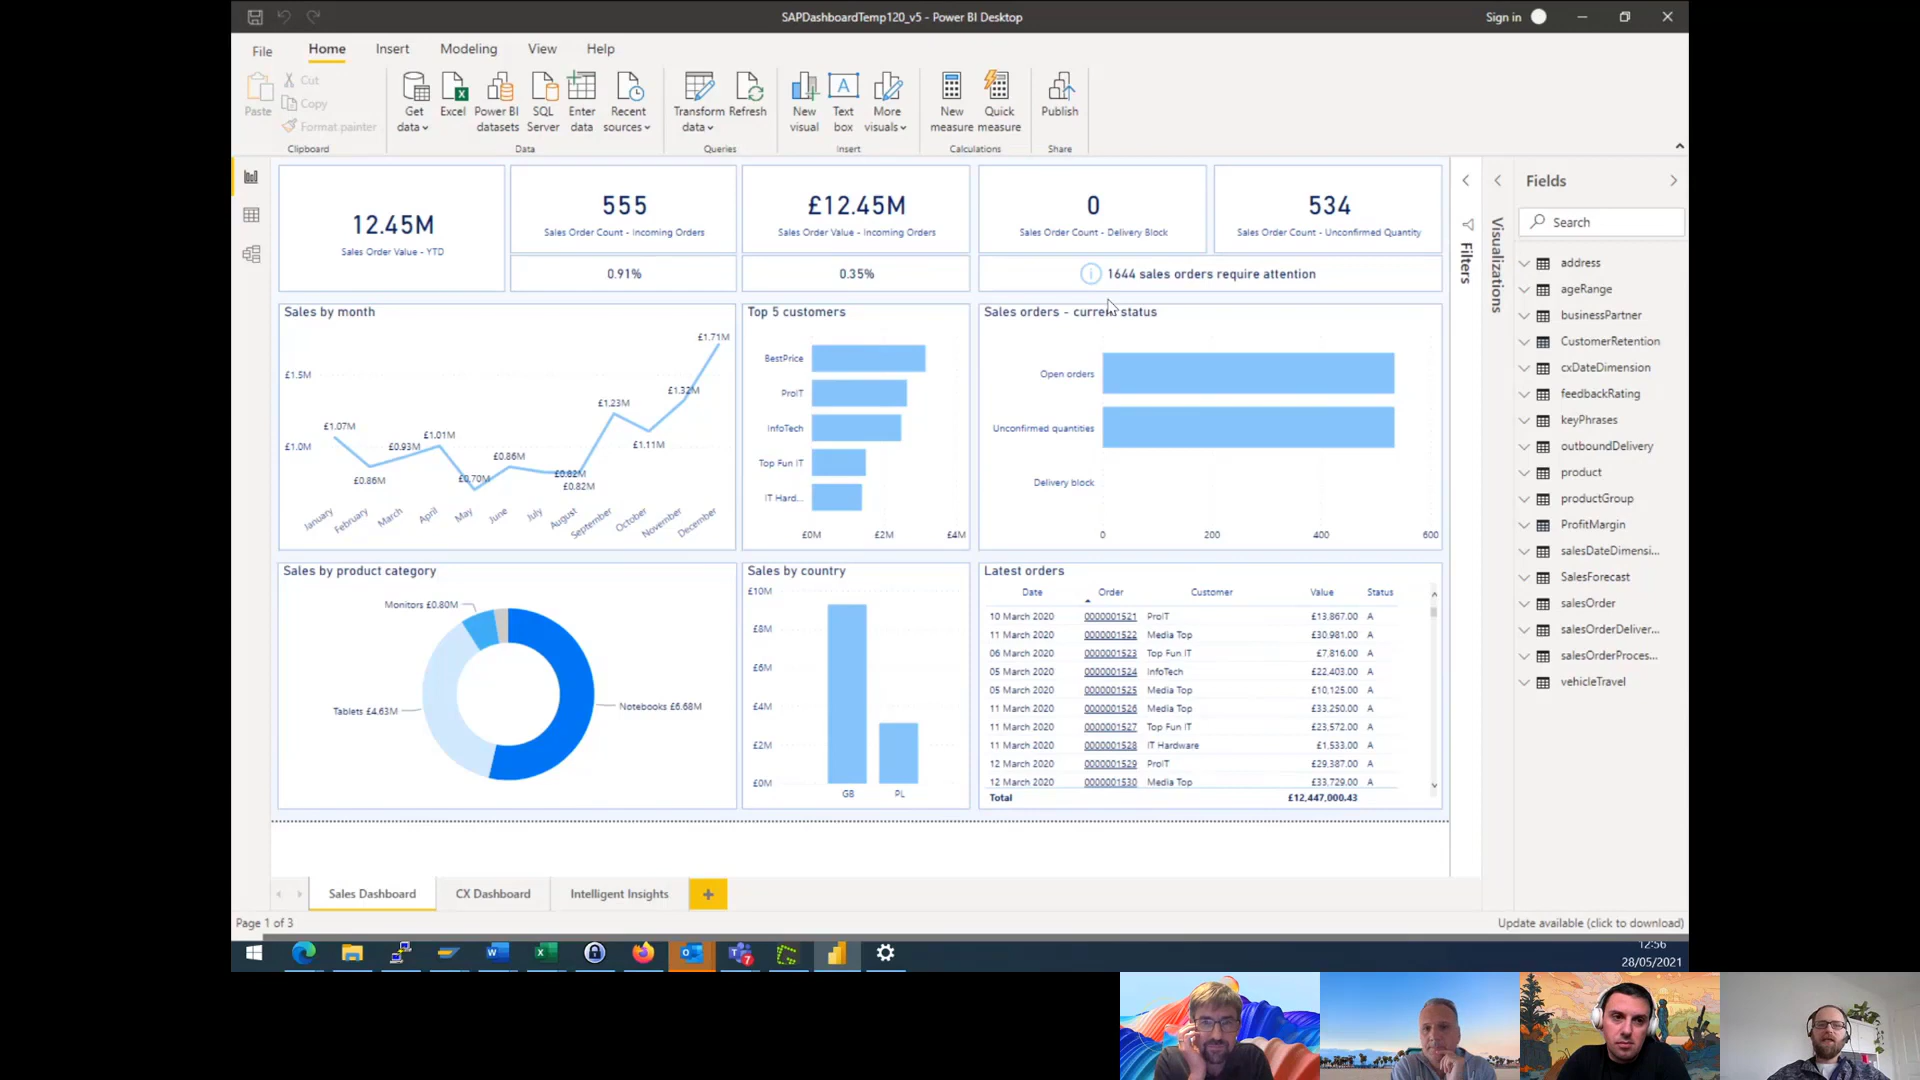 SAPDashboardTemp120_v5 - Power BI Desktop
Sign in
File Home Insert Modeling View Help
Paste
Cut
Copy
Format painter
Clipboard
Get data
Excel
Power BI datasets
SQL Server
Enter data
Recent sources
Data
Transform data
Refresh
Queries
New visual
Text box
More visuals
Insert
New measure
Quick measure
Calculations
Publish
Share
12.45M
Sales Order Value - YTD
555
Sales Order Count - Incoming Orders
0.91%
£12.45M
Sales Order Value - Incoming Orders
0.35%
0
Sales Order Count - Delivery Block
534
Sales Order Count - Unconfirmed Quantity
1644 sales orders require attention
Sales by month
£1.5M
£1.0M
£1.07M
£0.86M
£0.93M
£1.01M
£0.70M
£0.86M
£0.82M
£0.82M
£1.23M
£1.11M
£1.32M
£1.71M
January
February
March
April
May
June
July
August
September
October
November
December
Top 5 customers
BestPrice
ProIT
InfoTech
Top Fun IT
IT Hard...
£0M £2M £4M
Sales orders - current status
Open orders
Unconfirmed quantities
Delivery block
0 200 400 600
Sales by product category
Monitors £0.80M
Tablets £4.63M
Notebooks £6.68M
Sales by country
£10M
£8M
£6M
£4M
£2M
£0M
GB PL
Latest orders
Date Order Customer Value Status
10 March 2020 0000001521 ProIT £13,867.00 A
11 March 2020 0000001522 Media Top £30,981.00 A
06 March 2020 0000001523 Top Fun IT £7,816.00 A
05 March 2020 0000001524 InfoTech £22,403.00 A
05 March 2020 0000001525 Media Top £10,125.00 A
11 March 2020 0000001526 Media Top £33,250.00 A
11 March 2020 0000001527 Top Fun IT £23,572.00 A
11 March 2020 0000001528 IT Hardware £1,533.00 A
12 March 2020 0000001529 ProIT £29,387.00 A
12 March 2020 0000001530 Media Top £33,729.00 A
Total £12,447,000.43
Filters
Visualizations
Fields
Search
address
ageRange
businessPartner
CustomerRetention
cxDateDimension
feedbackRating
keyPhrases
outboundDelivery
product
productGroup
ProfitMargin
salesDateDimensi...
SalesForecast
salesOrder
salesOrderDeliver...
salesOrderProces...
vehicleTravel
Sales Dashboard
CX Dashboard
Intelligent Insights
Page 1 of 3
Update available (click to download)
12:56
28/05/2021